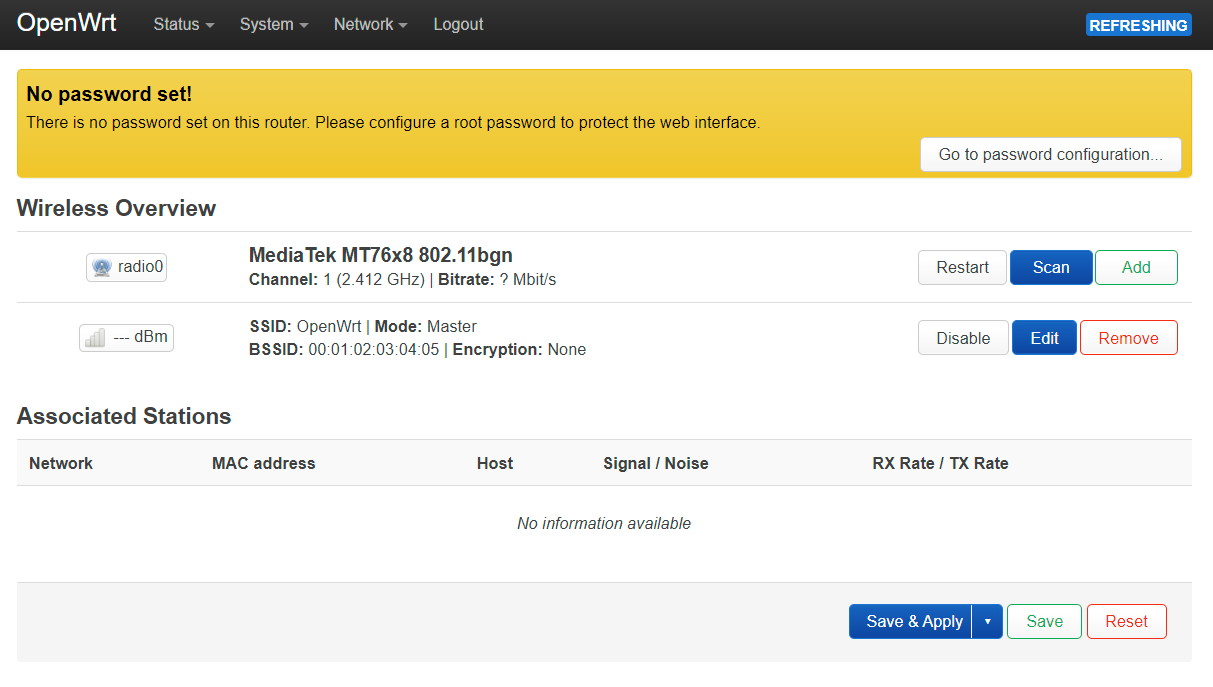 OpenWrt Status System Network Logout REFRESHING
No password set!
There is no password set on this router. Please configure a root password to protect the web interface.
Go to password configuration...
Wireless Overview
radio0
MediaTek MT76x8 802.11bgn
Channel: 1 (2.412 GHz) | Bitrate: ? Mbit/s
Restart Scan Add
--- dBm
SSID: OpenWrt | Mode: Master
BSSID: 00:01:02:03:04:05 | Encryption: None
Disable Edit Remove
Associated Stations
Network MAC address Host Signal / Noise RX Rate / TX Rate
No information available
Save & Apply Save Reset